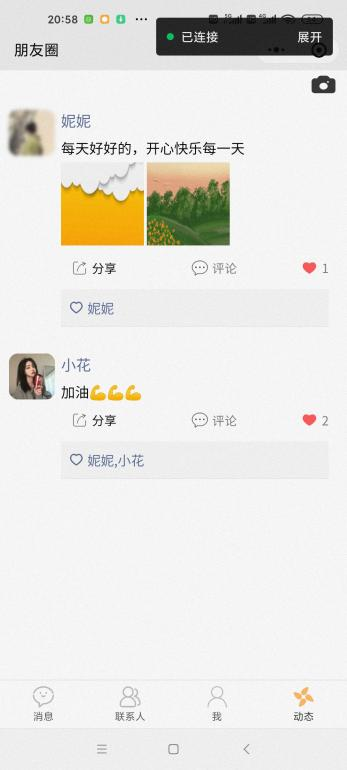 20:58
已连接
展开
朋友圈
妮妮
每天好好的，开心快乐每一天
分享
评论
1
妮妮
小花
加油💪💪💪
分享
评论
2
妮妮,小花
消息
联系人
我
动态